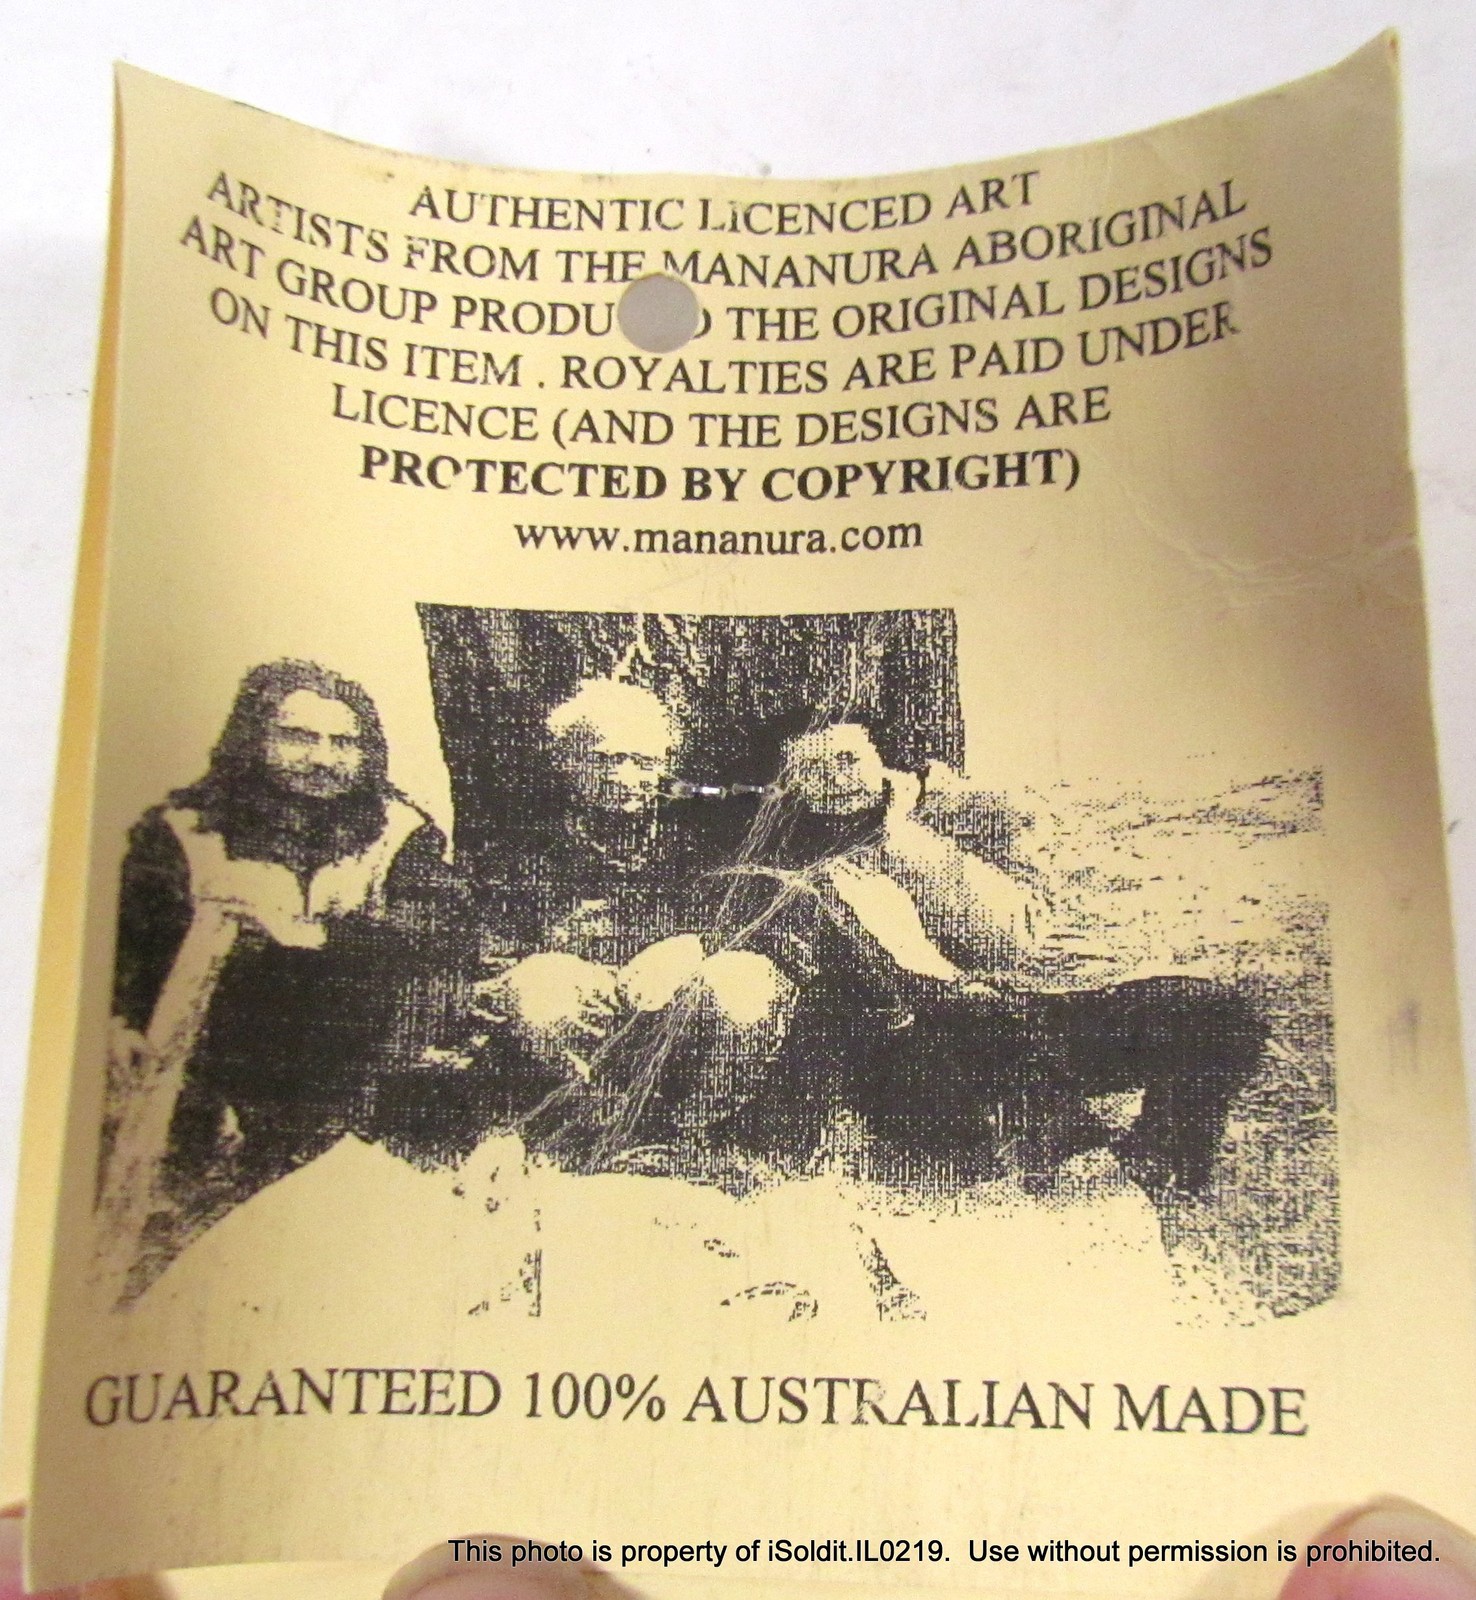 AUTHENTIC LICENCED ART
ARTISTS FROM THE MANANURA ABORIGINAL
ART GROUP PRODU D THE ORIGINAL DESIGNS
ON THIS ITEM . ROYALTIES ARE PAID UNDER
LICENCE (AND THE DESIGNS ARE
PROTECTED BY COPYRIGHT)
www.mananura.com
GUARANTEED 100% AUSTRALIAN MADE
This photo is property of iSoldit.IL0219. Use without permission is prohibited.